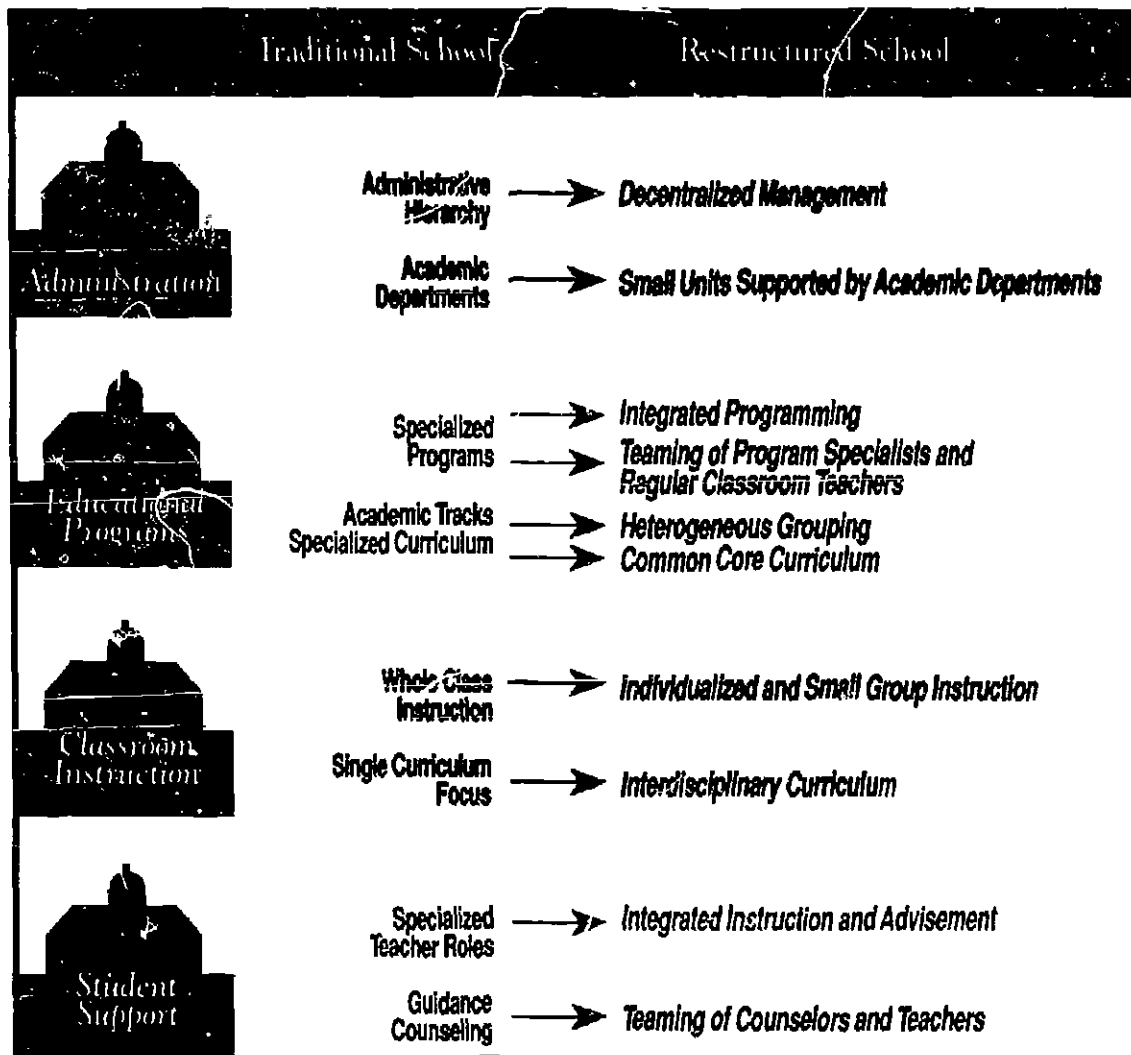 Traditional School
Restructured School
Administration
Administrative
Hierarchy
Decentralized Management
Academic
Departments
Small Units Supported by Academic Departments
Educational
Programs
Specialized
Programs
Integrated Programming
Teaming of Program Specialists and
Regular Classroom Teachers
Academic Tracks
Specialized Curriculum
Heterogeneous Grouping
Common Core Curriculum
Classroom
Instruction
Whole Class
Instruction
Individualized and Small Group Instruction
Single Curriculum
Focus
Interdisciplinary Curriculum
Student
Support
Specialized
Teacher Roles
Integrated Instruction and Advisement
Guidance
Counseling
Teaming of Counselors and Teachers